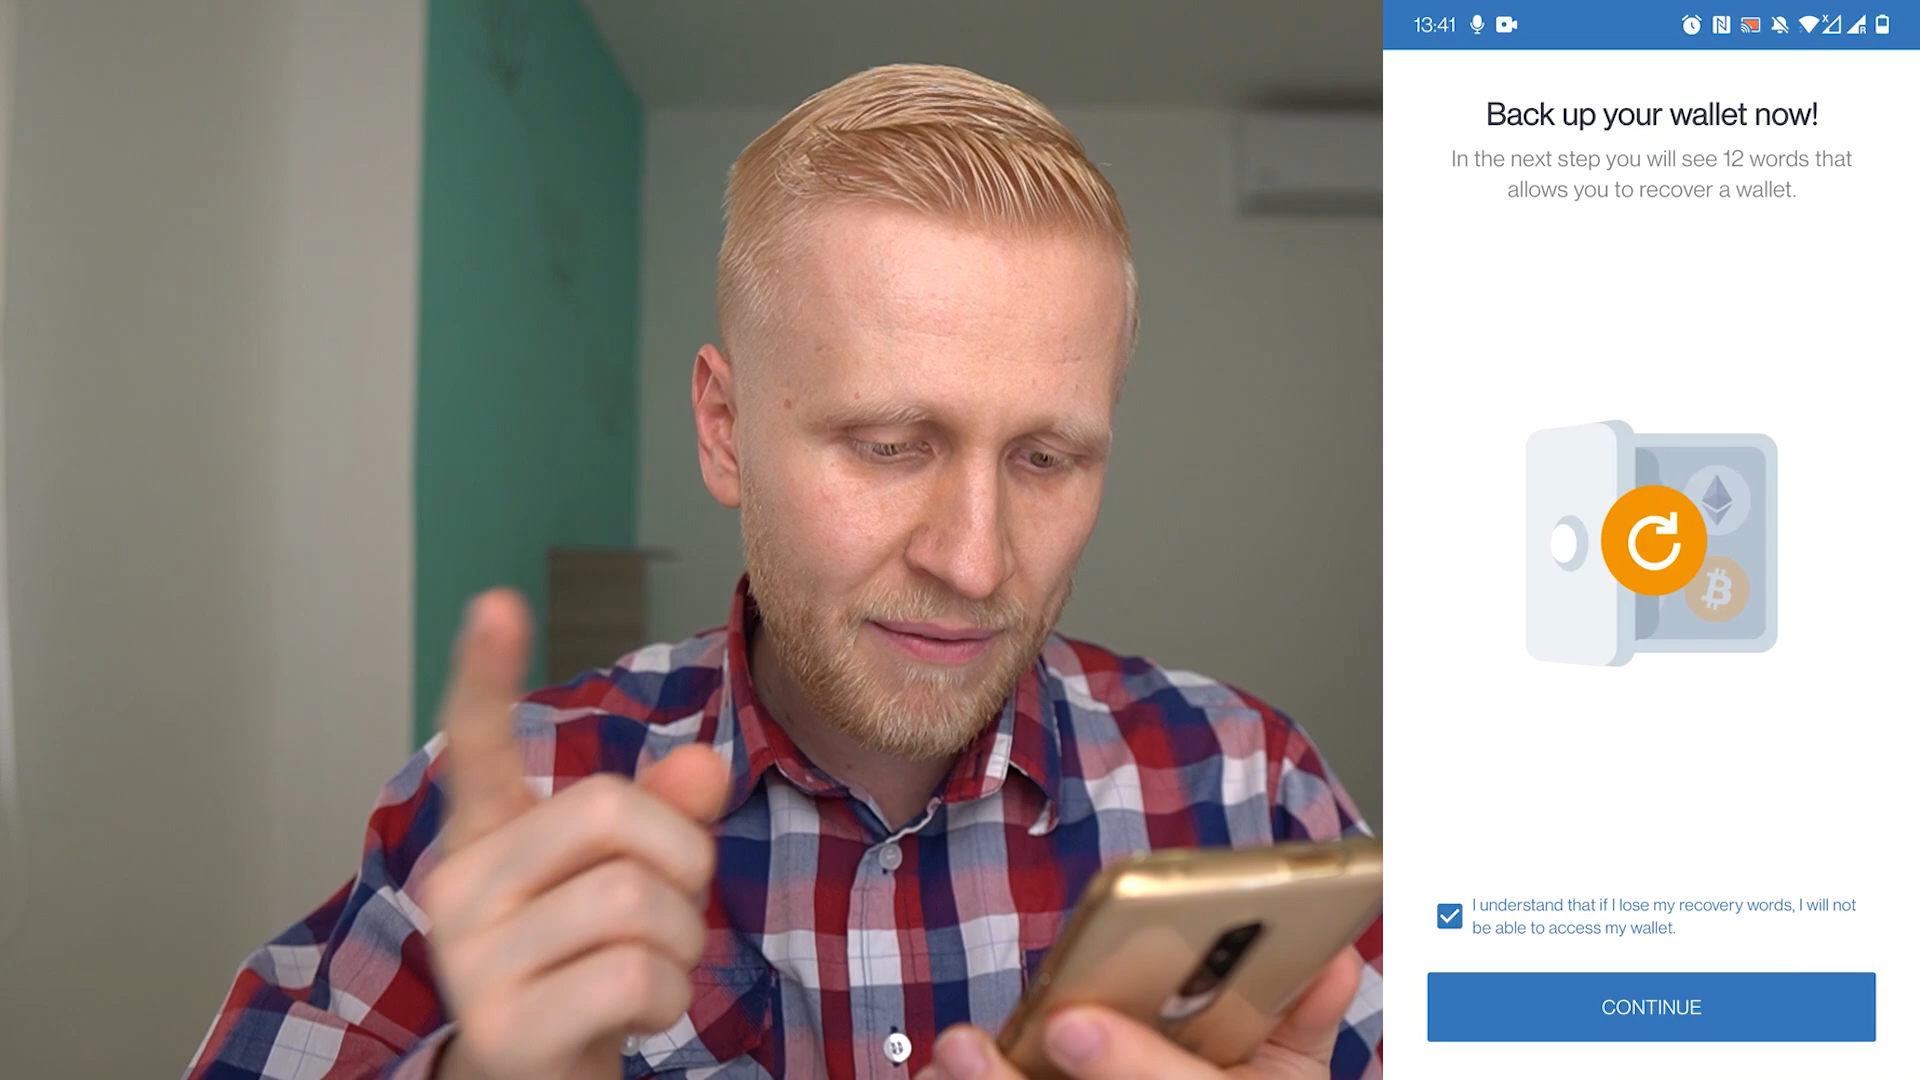 13:41
Back up your wallet now!
In the next step you will see 12 words that
allows you to recover a wallet.
I understand that if I lose my recovery words, I will not
be able to access my wallet.
CONTINUE